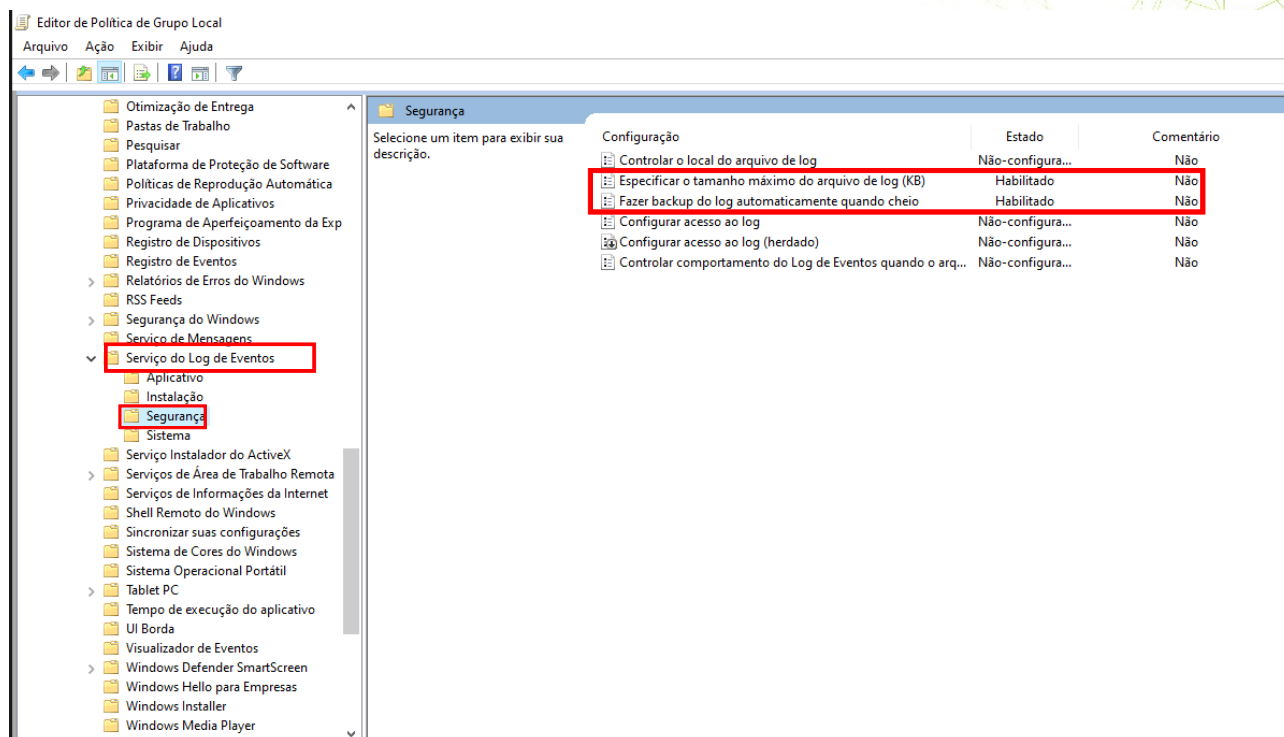 Editor de Política de Grupo Local
Arquivo Ação Exibir Ajuda
Otimização de Entrega
Pastas de Trabalho
Pesquisar
Plataforma de Proteção de Software
Políticas de Reprodução Automática
Privacidade de Aplicativos
Programa de Aperfeiçoamento da Exp
Registro de Dispositivos
Registro de Eventos
Relatórios de Erros do Windows
RSS Feeds
Segurança do Windows
Serviço de Mensagens
Serviço do Log de Eventos
Aplicativo
Instalação
Segurança
Sistema
Serviço Instalador do ActiveX
Serviços de Área de Trabalho Remota
Serviços de Informações da Internet
Shell Remoto do Windows
Sincronizar suas configurações
Sistema de Cores do Windows
Sistema Operacional Portátil
Tablet PC
Tempo de execução do aplicativo
UI Borda
Visualizador de Eventos
Windows Defender SmartScreen
Windows Hello para Empresas
Windows Installer
Windows Media Player
Segurança
Selecione um item para exibir sua
descrição.
Configuração Estado Comentário
Controlar o local do arquivo de log Não-configura... Não
Especificar o tamanho máximo do arquivo de log (KB) Habilitado Não
Fazer backup do log automaticamente quando cheio Habilitado Não
Configurar acesso ao log Não-configura... Não
Configurar acesso ao log (herdado) Não-configura... Não
Controlar comportamento do Log de Eventos quando o arq... Não-configura... Não